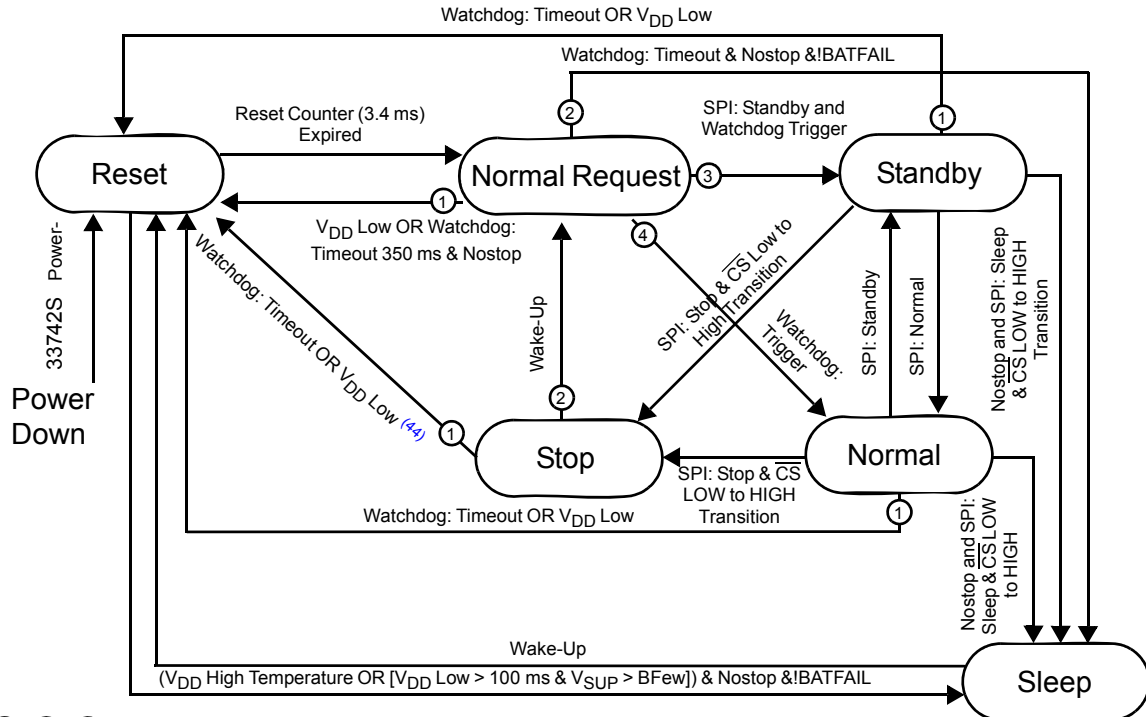 Watchdog: Timeout OR VDD Low
Watchdog: Timeout & Nostop &!BATFAIL
Reset Counter (3.4 ms)
Expired
2
SPI: Standby and
Watchdog Trigger
1
Reset
Normal Request
3
Standby
1
VDD Low OR Watchdog:
Timeout 350 ms & Nostop
4
33742S Power-
Power
Down
Watchdog: Timeout OR VDD Low (44)
1
Wake-Up
2
SPI: Stop & CS Low to
High Transition
Watchdog:
Trigger
SPI: Standby
SPI: Normal
Nostop and SPI: Sleep
& CS LOW to HIGH
Transition
Stop
Normal
SPI: Stop & CS
LOW to HIGH
Transition
1
Watchdog: Timeout OR VDD Low
Nostop and SPI:
Sleep & CS LOW
to HIGH
Wake-Up
(VDD High Temperature OR [VDD Low > 100 ms & VSUP > BFew]) & Nostop &!BATFAIL
Sleep